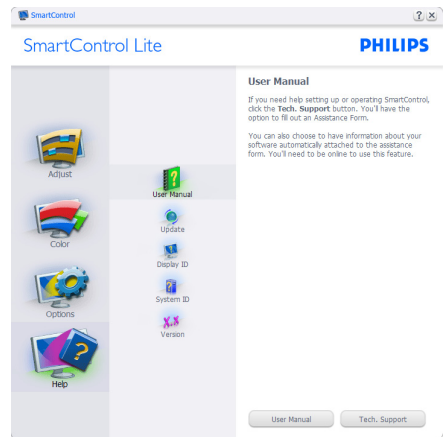 SmartControl
? ×
SmartControl Lite
PHILIPS
Adjust
Color
Options
Help
User Manual
Update
Display ID
System ID
X.X
Version
User Manual
If you need help setting up or operating SmartControl,
click the Tech. Support button. You'll have the
option to fill out an Assistance Form.
You can also choose to have information about your
software automatically attached to the assistance
form. You'll need to be online to use this feature.
User Manual
Tech. Support